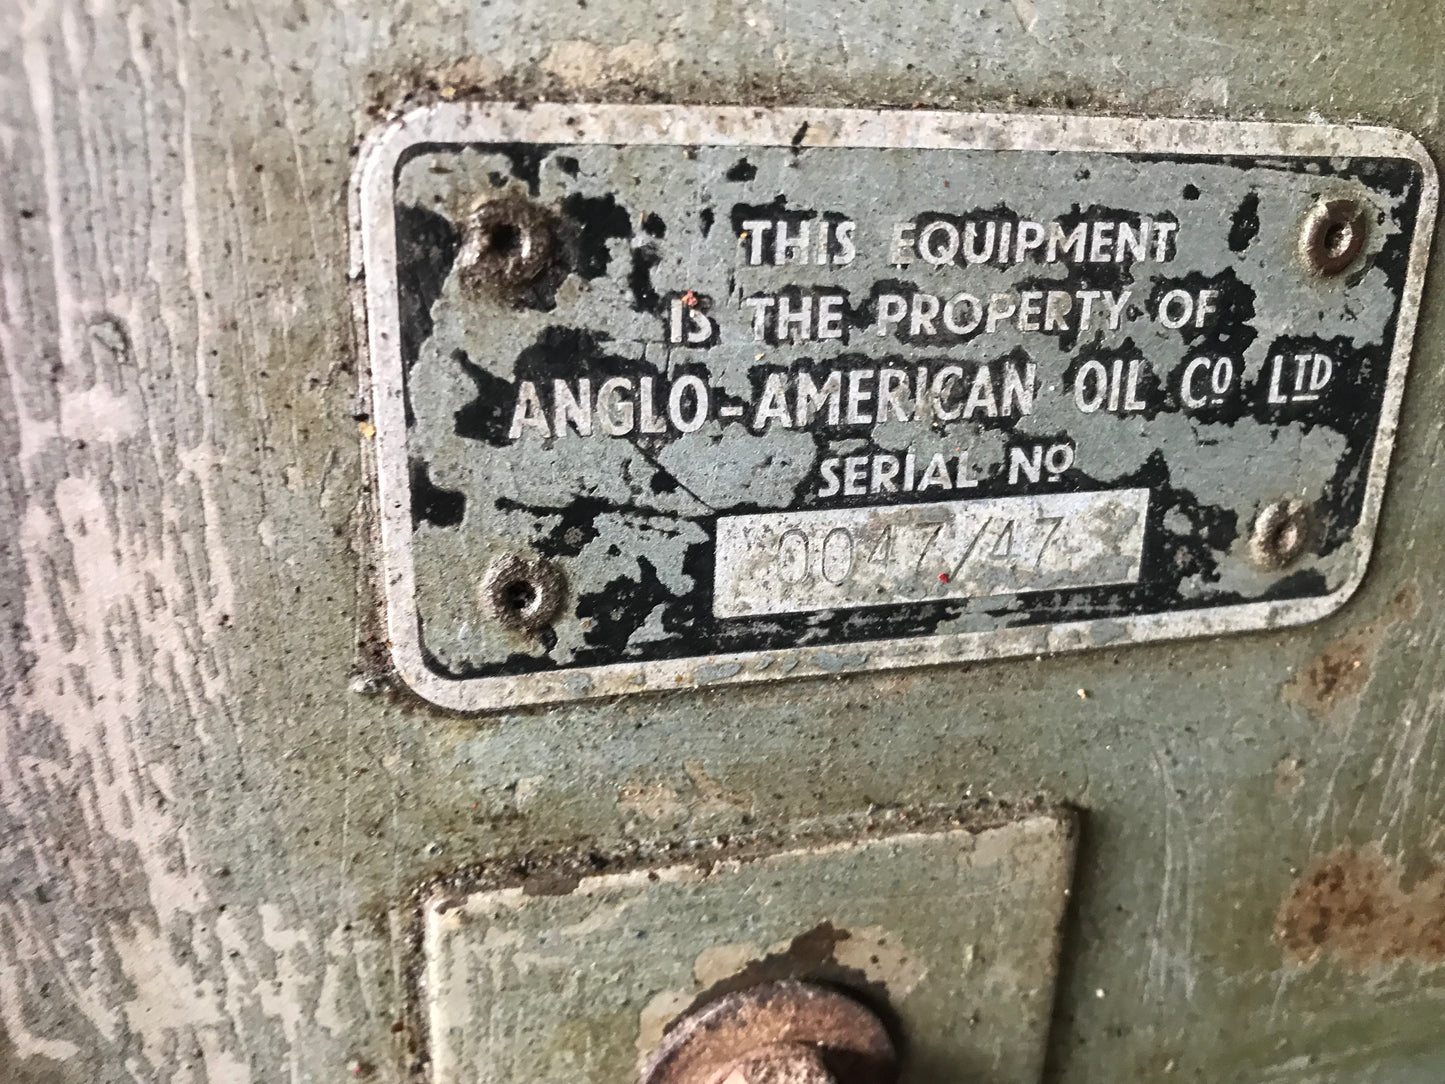 THIS EQUIPMENT
IS THE PROPERTY OF
ANGLO-AMERICAN OIL Co LTD
SERIAL No
0047/47